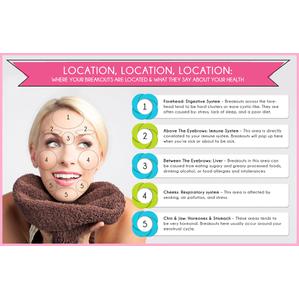 LOCATION, LOCATION, LOCATION:
WHERE YOUR BREAKOUTS ARE LOCATED & WHAT THEY SAY ABOUT YOUR HEALTH
1
2
3
4
4
5
1
Forehead: Digestive System - Breakouts across the fore-
head tend to be hard clusters or more cystic like. They are
often caused by: stress, lack of sleep, and a poor diet.
2
Above The Eyebrows: Immune System - This area is directly
correlated to your immune system. Breakouts will pop up here
when you're sick or about to be sick.
3
Between The Eyebrows: Liver - Breakouts in this area can
be caused from eating sugary and greasy processed foods,
drinking alcohol, or food allergies and intolerances.
4
Cheeks: Respiratory system - This area is affected by
smoking, air pollution, and stress.
5
Chin & Jaw: Hormones & Stomach - These areas tend to
be very hormonal. Breakouts here usually occur around your
menstrual cycle.